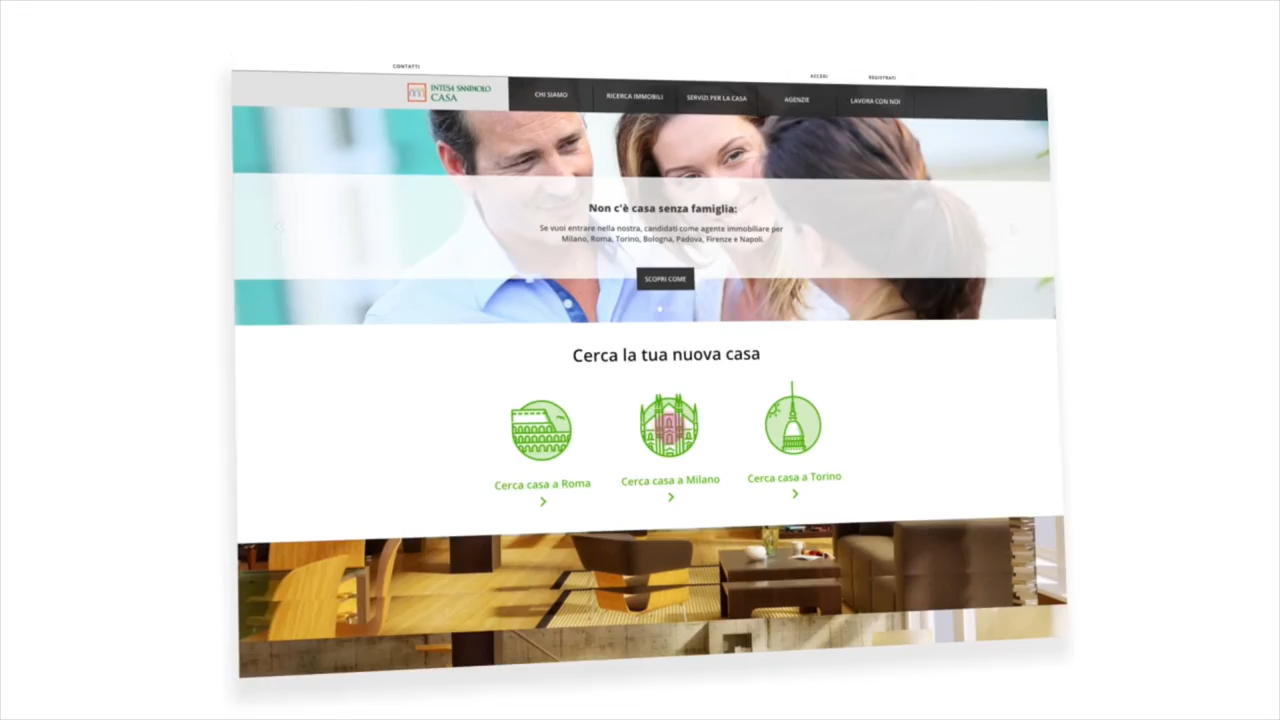 CONTATTI
ACCEDI
REGISTRATI
INTESA SANPAOLO
CASA
CHI SIAMO
RICERCA IMMOBILI
SERVIZI PER LA CASA
AGENZIE
LAVORA CON NOI
Non c'è casa senza famiglia:
Se vuoi entrare nella nostra, candidati come agente immobiliare per
Milano, Roma, Torino, Bologna, Padova, Firenze e Napoli.
SCOPRI COME
Cerca la tua nuova casa
Cerca casa a Roma
Cerca casa a Milano
Cerca casa a Torino